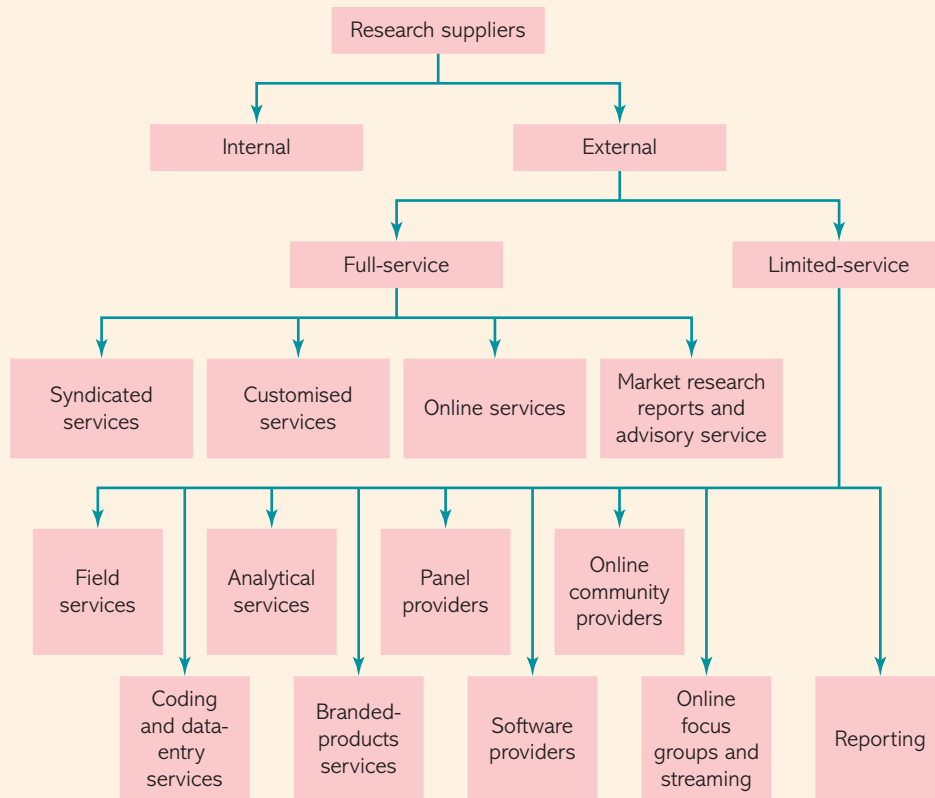 Research suppliers
Internal
External
Full-service
Limited-service
Syndicated
services
Customised
services
Online services
Market research
reports and
advisory service
Field
services
Analytical
services
Panel
providers
Online
community
providers
Coding
and data-
entry
services
Branded-
products
services
Software
providers
Online
focus
groups and
streaming
Reporting